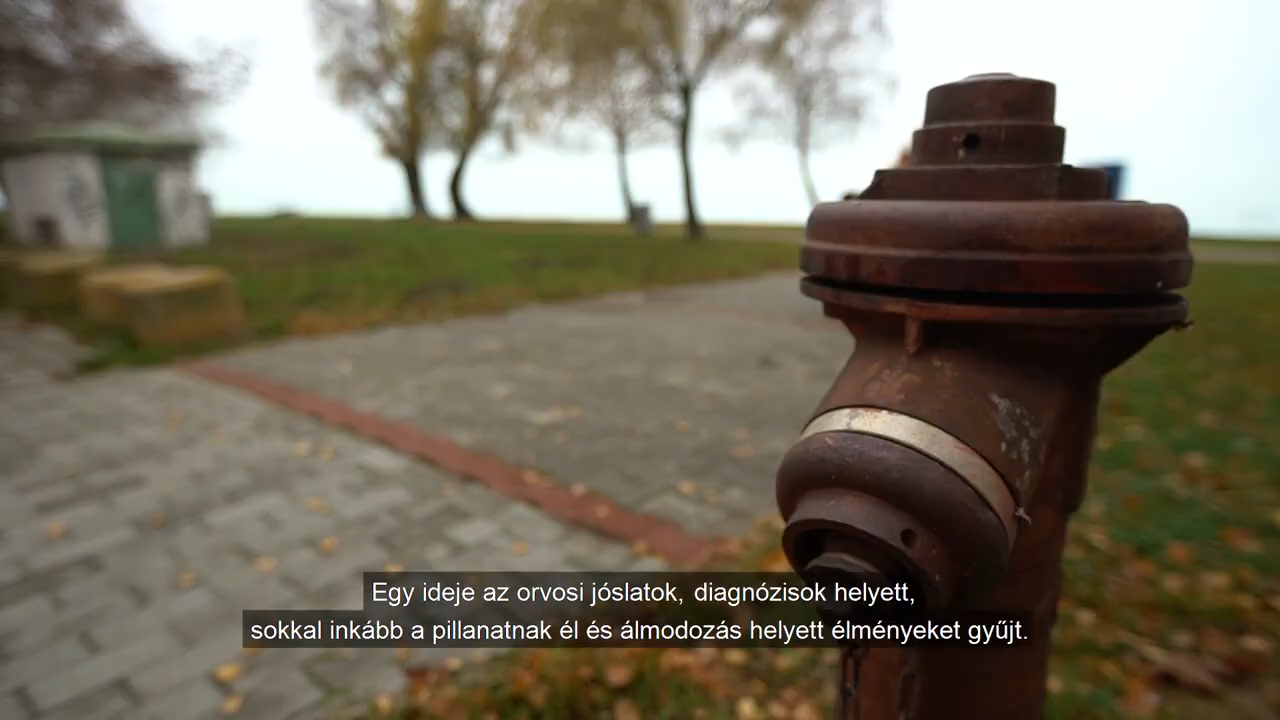 Egy ideje az orvosi jóslatok, diagnózisok helyett,
sokkal inkább a pillanatnak él és álmodozás helyett élményeket gyűjt.